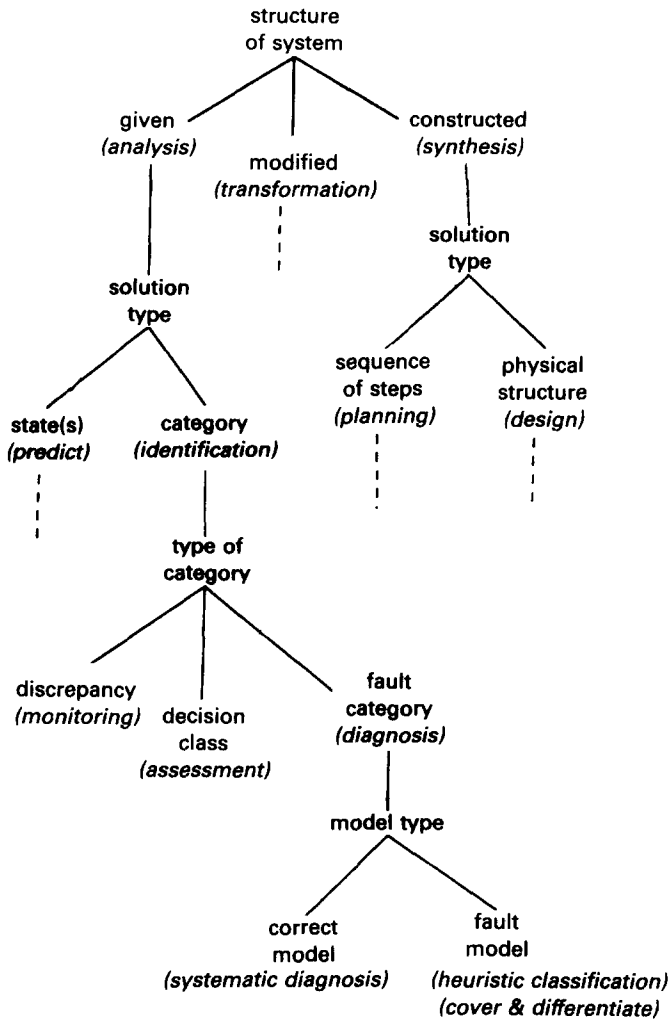 structure
of system
given
(analysis)
modified
(transformation)
constructed
(synthesis)
solution
type
solution
type
state(s)
(predict)
category
(identification)
sequence
of steps
(planning)
physical
structure
(design)
type of
category
discrepancy
(monitoring)
decision
class
(assessment)
fault
category
(diagnosis)
model type
correct
model
(systematic diagnosis)
fault
model
(heuristic classification)
(cover & differentiate)